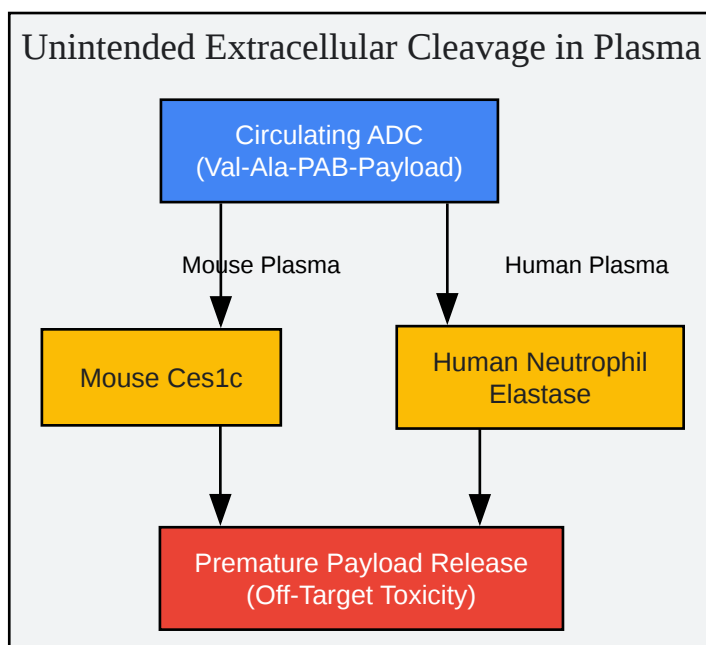 Unintended Extracellular Cleavage in Plasma
Circulating ADC
(Val-Ala-PAB-Payload)
Mouse Plasma
Human Plasma
Mouse Ces1c
Human Neutrophil
Elastase
Premature Payload Release
(Off-Target Toxicity)